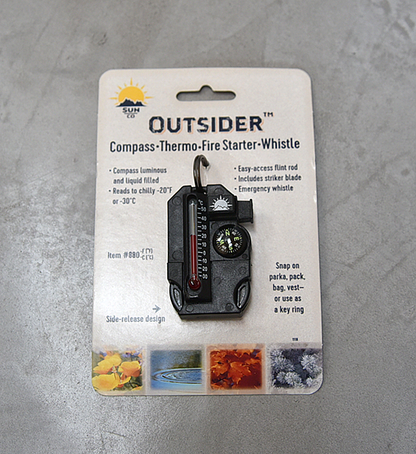 SUN
CO
OUTSIDER™
Compass•Thermo•Fire Starter•Whistle
• Compass luminous
and liquid filled
• Reads to chilly -20°F
or -30°C
• Easy-access flint rod
• Includes striker blade
• Emergency whistle
Item #880
Snap on
parka, pack,
bag, vest—
or use as
a key ring
Side-release design